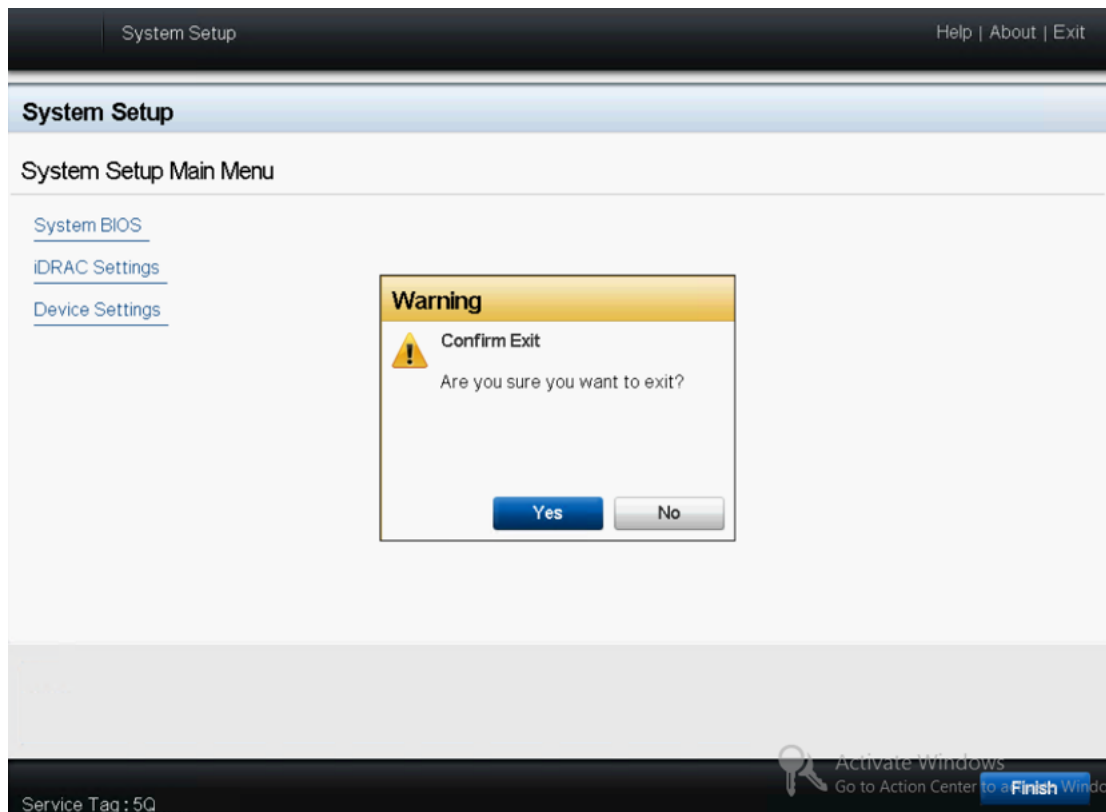 System Setup
Help | About | Exit
System Setup
System Setup Main Menu
System BIOS
iDRAC Settings
Device Settings
Warning
Confirm Exit
Are you sure you want to exit?
Yes
No
Activate Windows
Go to Action Center to a
Finish
Service Tag : 5Q